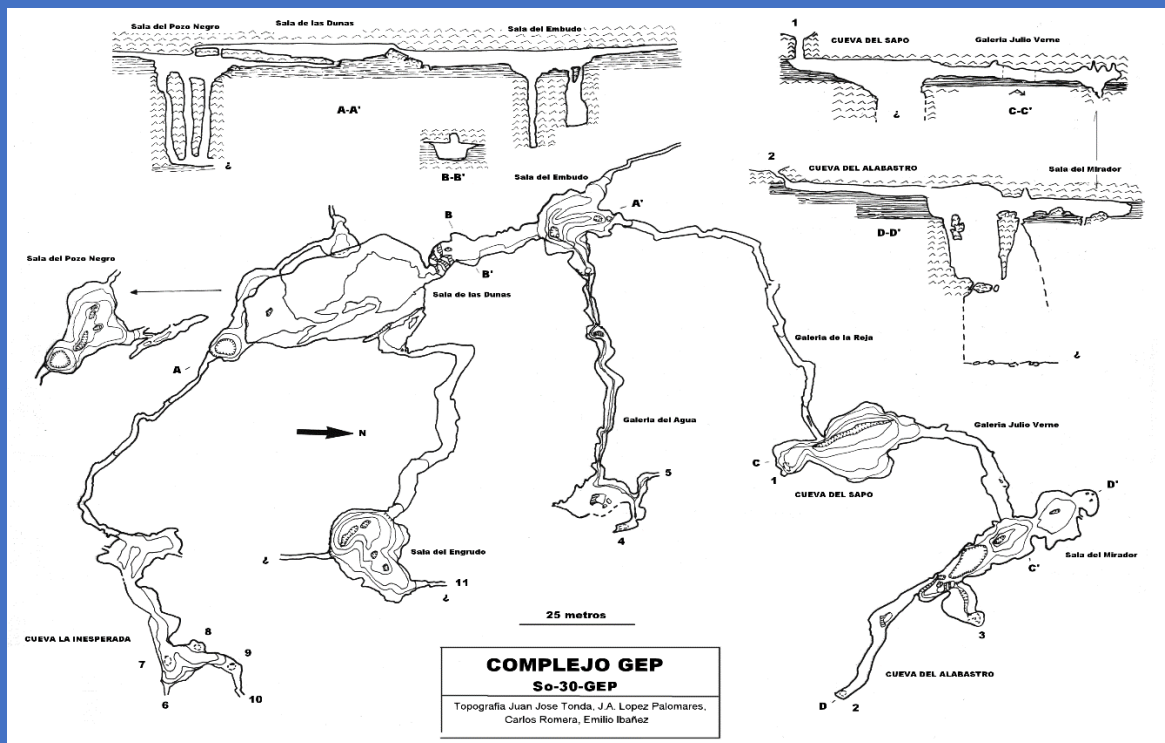 Sala del Pozo Negro
Sala de las Dunas
Sala del Embudo
A-A'
¿
B-B'
1
CUEVA DEL SAPO
Galeria Julio Verne
¿
C-C'
2
CUEVA DEL ALABASTRO
Sala del Mirador
D-D'
¿
Sala del Embudo
B
A'
B'
Sala del Pozo Negro
Sala de las Dunas
A
Galeria de la Reja
N
Galeria del Agua
Galeria Julio Verne
C
1
CUEVA DEL SAPO
5
4
D'
Sala del Mirador
C'
Sala del Engrudo
¿
11
¿
3
25 metros
CUEVA LA INESPERADA
8
7
9
6
10
CUEVA DEL ALABASTRO
D
2
COMPLEJO GEP
So-30-GEP
Topografia Juan Jose Tonda, J.A. Lopez Palomares,
Carlos Romera, Emilio Ibañez